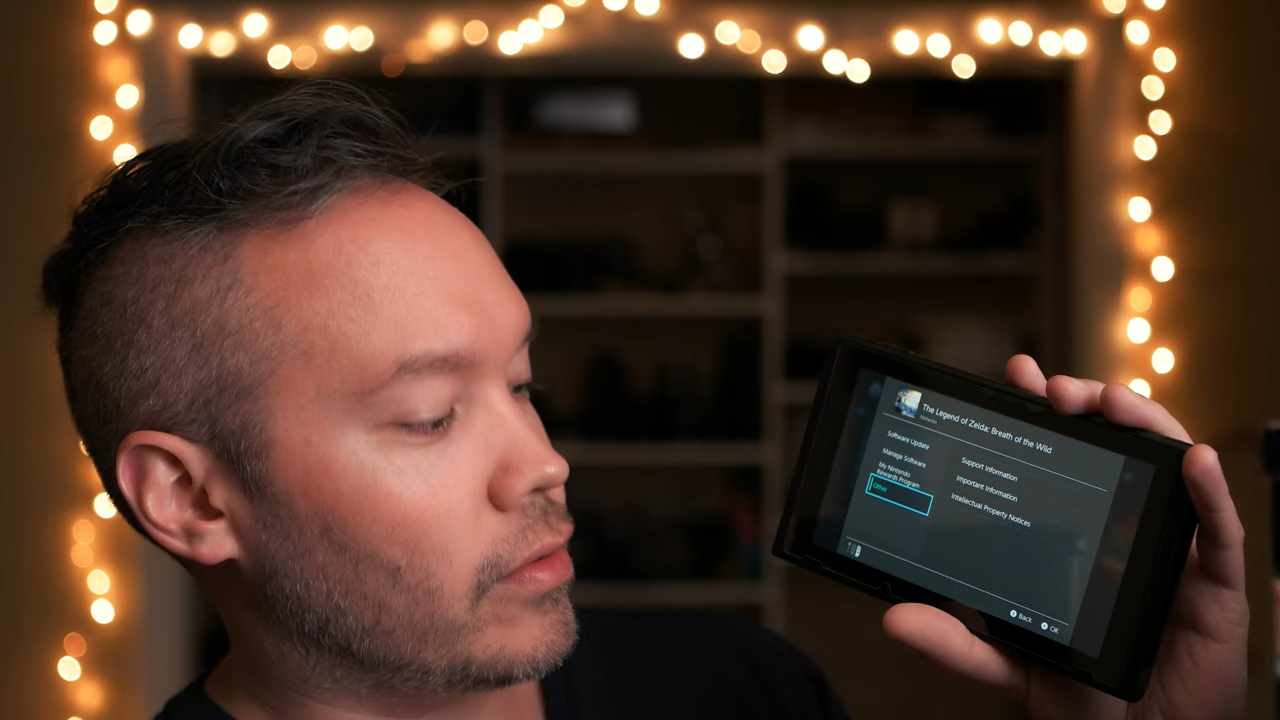 The Legend of Zelda: Breath of the Wild
Nintendo
Software Update
Manage Software
My Nintendo
Rewards Program
Other
Support Information
Important Information
Intellectual Property Notices
Back
OK